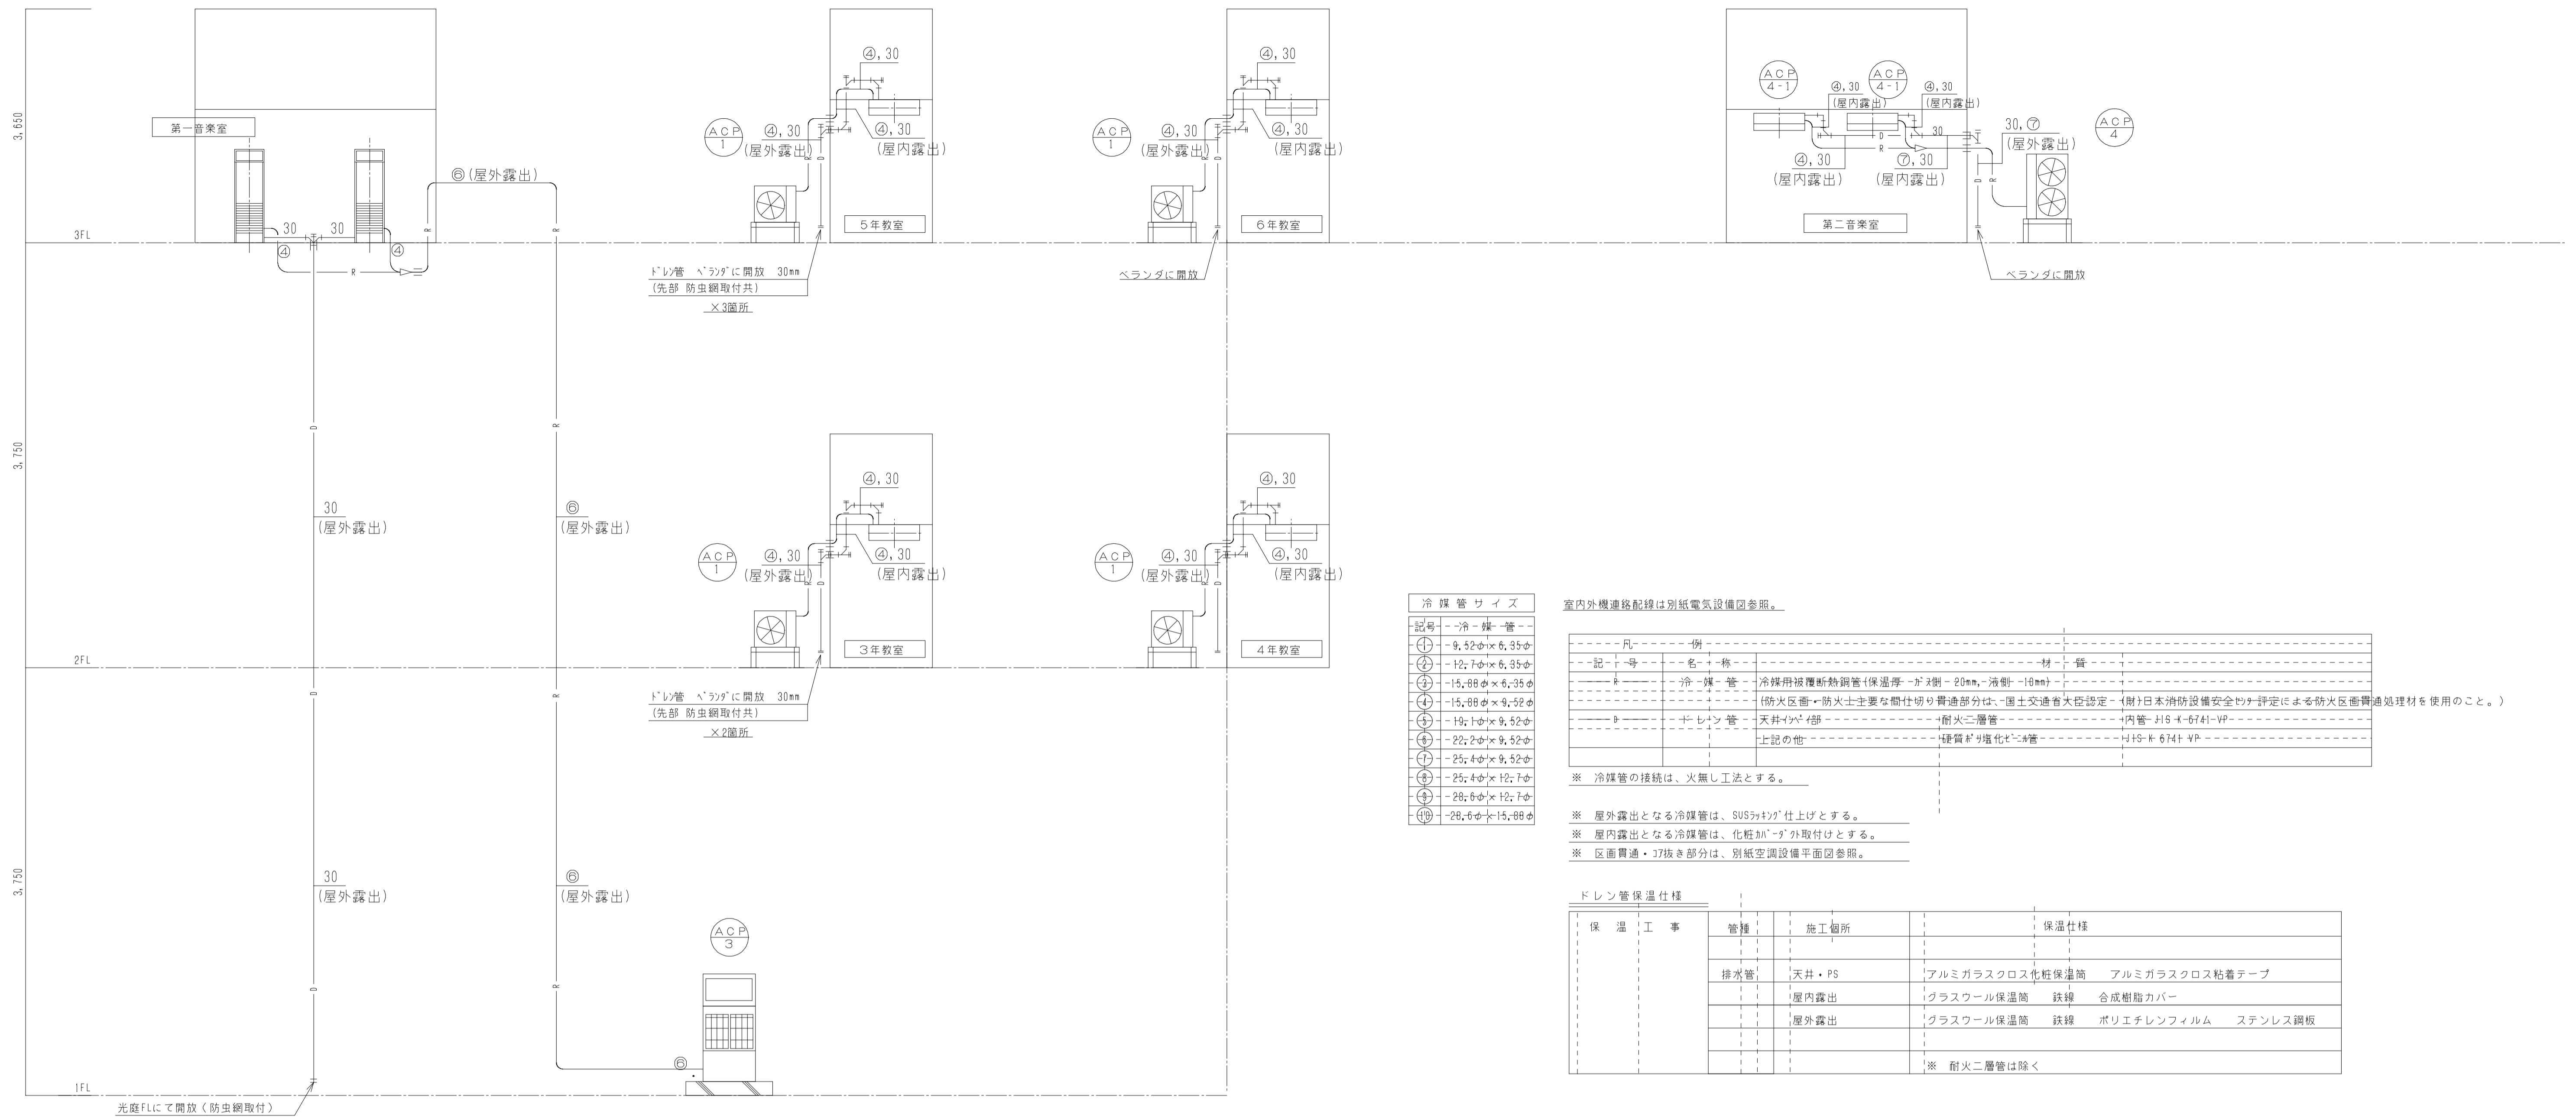 3,650
3,750
3,750
3FL
2FL
1FL
第一音楽室
30
30
④
④
⑥(屋外露出)
R
R
R
D
D
D
R
R
R
30
(屋外露出)
⑥
(屋外露出)
30
(屋外露出)
⑥
(屋外露出)
光庭FLにて開放(防虫網取付)
ACP
3
⑥
④, 30
ACP
1
④, 30
(屋外露出)
④, 30
(屋内露出)
R
D
5年教室
ドレン管 ベランダに開放 30mm
(先部 防虫網取付共)
×3箇所
④, 30
ACP
1
④, 30
(屋外露出)
④, 30
(屋内露出)
R
D
6年教室
ベランダに開放
ACP
4-1
ACP
4-1
④, 30
(屋内露出)
④, 30
(屋内露出)
D
30
R
④, 30
(屋内露出)
⑦, 30
(屋内露出)
30, ⑦
(屋外露出)
ACP
4
D
R
第二音楽室
ベランダに開放
④, 30
ACP
1
④, 30
(屋外露出)
④, 30
(屋内露出)
R
D
3年教室
ドレン管 ベランダに開放 30mm
(先部 防虫網取付共)
×2箇所
④, 30
ACP
1
④, 30
(屋外露出)
④, 30
(屋内露出)
R
D
4年教室
冷媒管サイズ
記号 冷媒管
① 9.52φ×6.35φ
② 12.7φ×6.35φ
③ 15.88φ×6.35φ
④ 15.88φ×9.52φ
⑤ 19.1φ×9.52φ
⑥ 22.2φ×9.52φ
⑦ 25.4φ×9.52φ
⑧ 25.4φ×12.7φ
⑨ 28.6φ×12.7φ
⑩ 28.6φ×15.88φ
室内外機連絡配線は別紙電気設備図参照。
凡 例
記 号 名 称 材 質
R 冷 媒 管 冷媒用被覆断熱銅管(保温厚 ガス側 20mm, 液側 10mm)
(防火区画・防火上主要な間仕切り貫通部分は、国土交通省大臣認定 (財)日本消防設備安全センター評定による防火区画貫通処理材を使用のこと。)
D ドレン管 天井インペイ部 耐火二層管 内管 JIS K 6741 VP
上記の他 硬質ポリ塩化ビニル管 JIS K 6741 VP
※ 冷媒管の接続は、火無し工法とする。
※ 屋外露出となる冷媒管は、SUSラッキング仕上げとする。
※ 屋内露出となる冷媒管は、化粧カバーダクト取付けとする。
※ 区画貫通・コア抜き部分は、別紙空調設備平面図参照。
ドレン管保温仕様
保 温 工 事 管種 施工個所 保温仕様
排水管 天井・PS アルミガラスクロス化粧保温筒 アルミガラスクロス粘着テープ
屋内露出 グラスウール保温筒 鉄線 合成樹脂カバー
屋外露出 グラスウール保温筒 鉄線 ポリエチレンフィルム ステンレス鋼板
※ 耐火二層管は除く